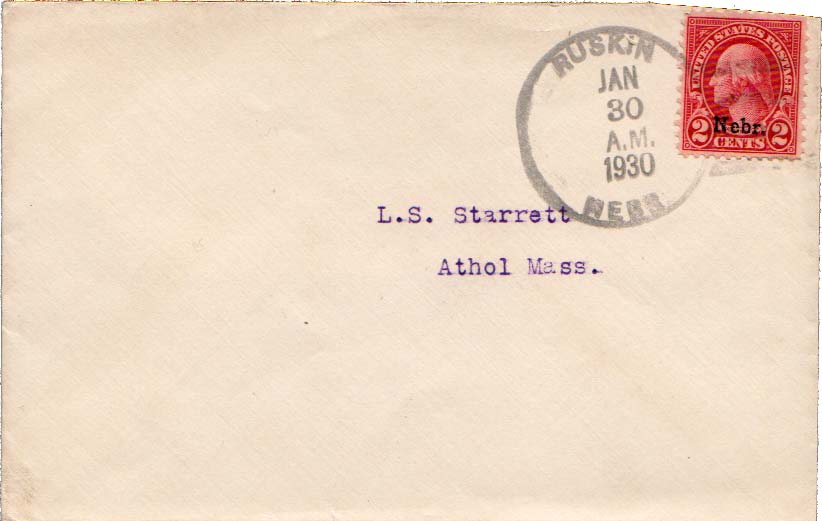 RUSKIN
JAN
30
A.M.
1930
NEBR
UNITED STATES POSTAGE
Nebr.
2 CENTS 2
L.S. Starrett
Athol Mass.